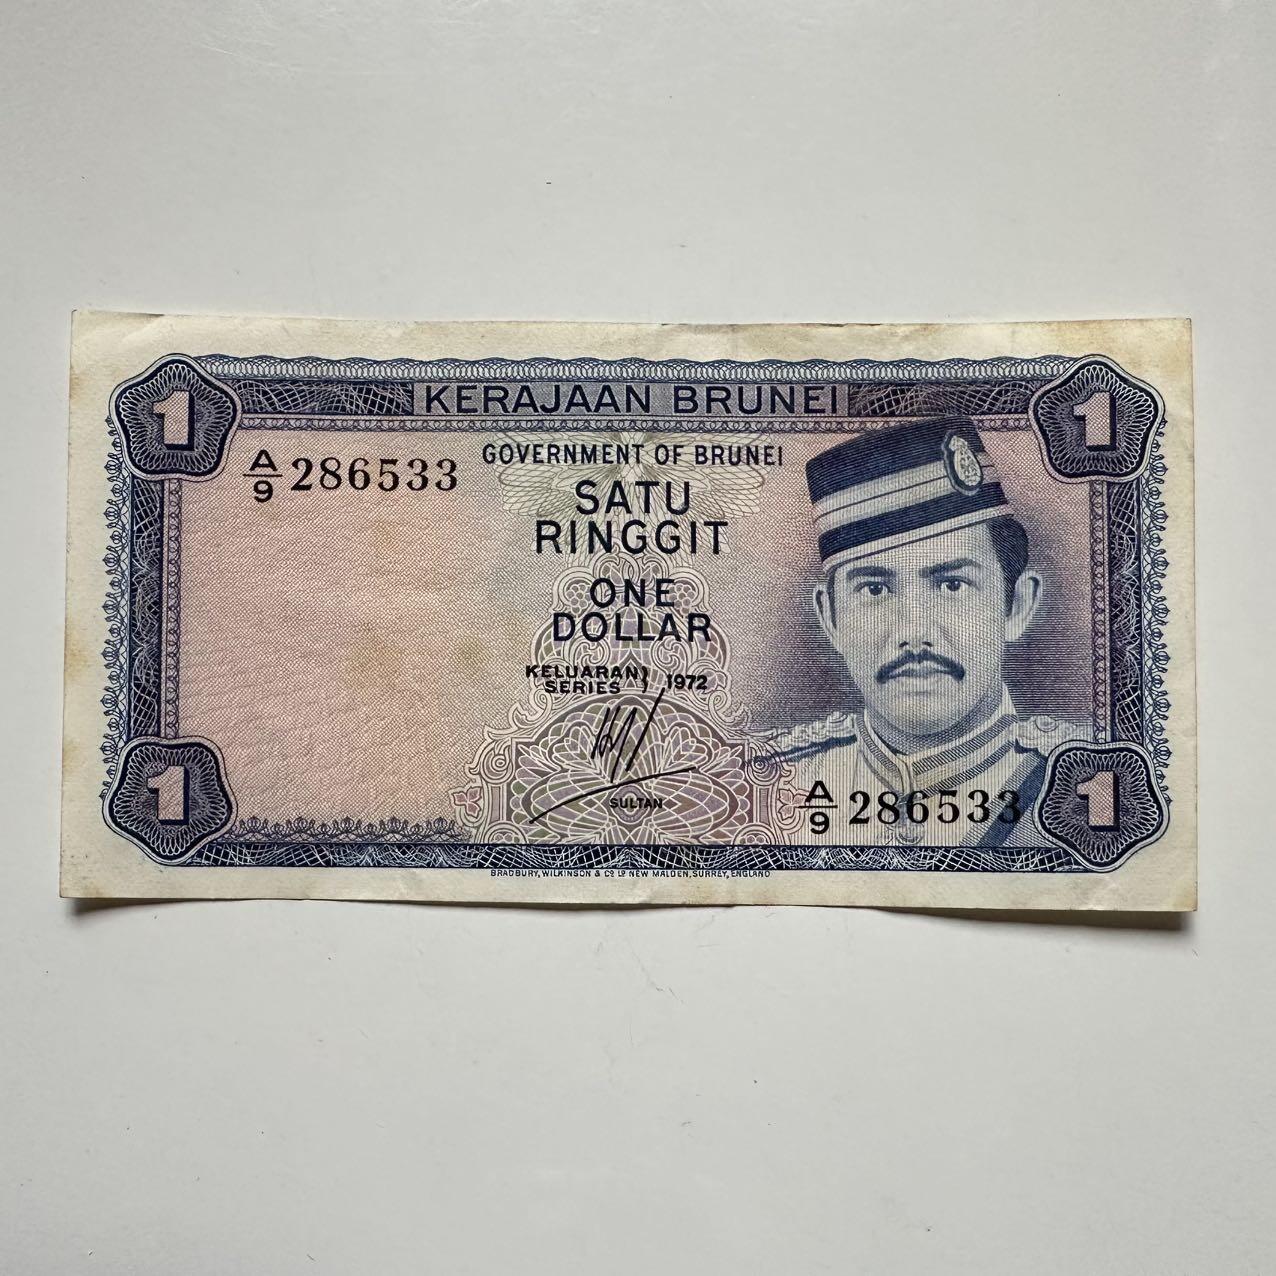 1
KERAJAAN BRUNEI
1
A/9 286533
GOVERNMENT OF BRUNEI
SATU
RINGGIT
ONE
DOLLAR
KELUARAN
SERIES } 1972
SULTAN
1
A/9 286533
1
BRADBURY, WILKINSON & Cº Lº NEW MALDEN, SURREY, ENGLAND